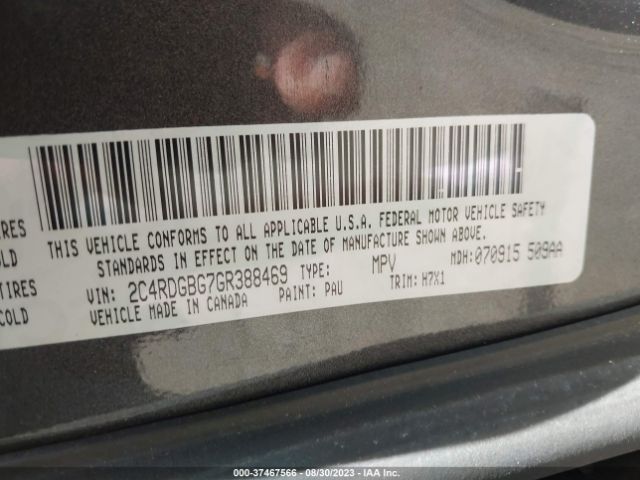 IRES
THIS VEHICLE CONFORMS TO ALL APPLICABLE U.S.A. FEDERAL MOTOR VEHICLE SAFETY
OLD
STANDARDS IN EFFECT ON THE DATE OF MANUFACTURE SHOWN ABOVE.
TIRES
VIN: 2C4RDGBG7GR388469 TYPE: MPV MDH:070915 509AA
COLD
VEHICLE MADE IN CANADA PAINT: PAU TRIM: H7X1
000-37467566 — 08/30/2023 — IAA Inc.